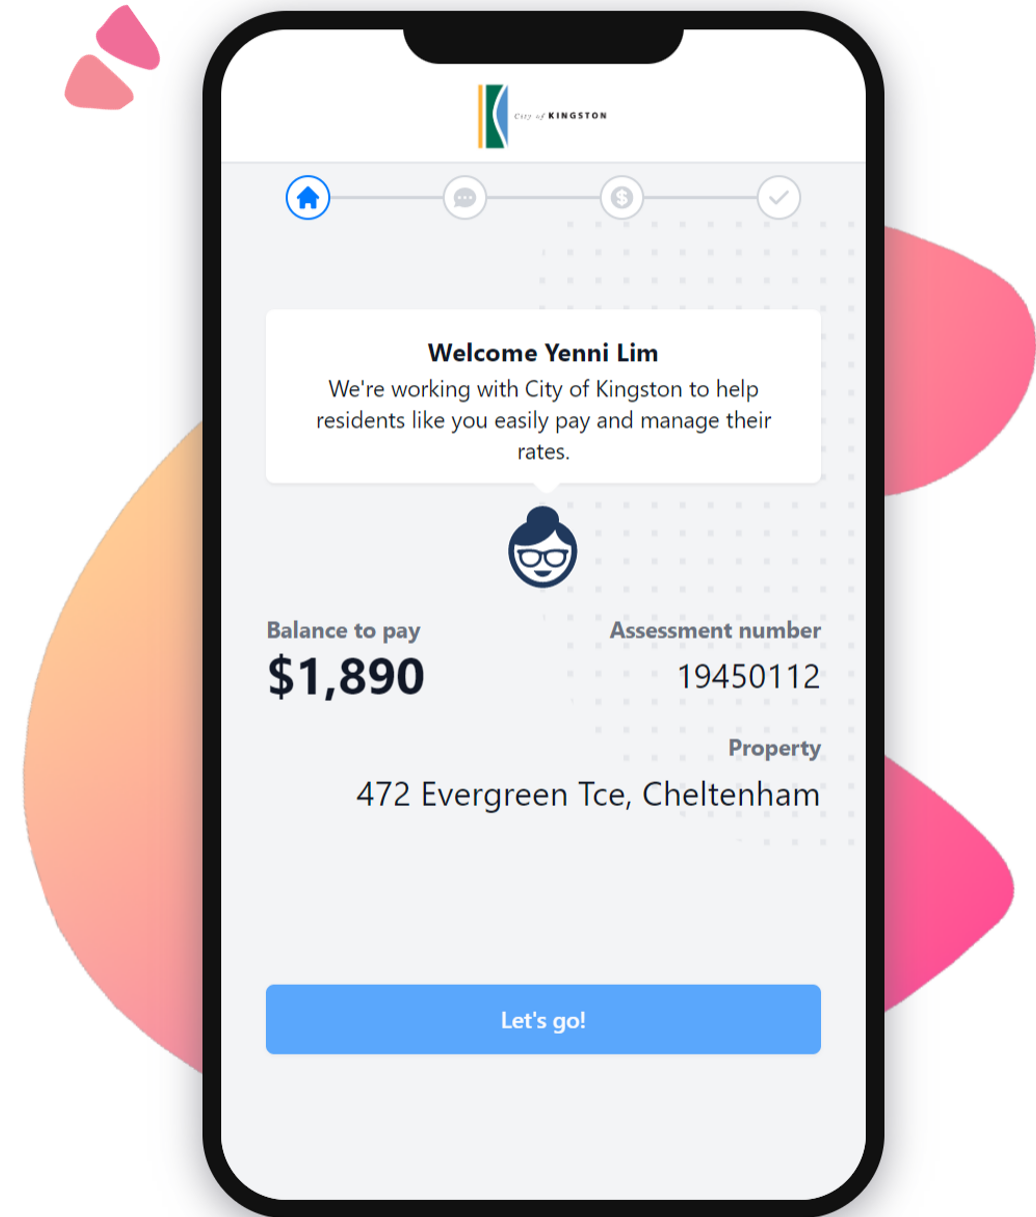 City of KINGSTON
Welcome Yenni Lim
We're working with City of Kingston to help
residents like you easily pay and manage their
rates.
Balance to pay
$1,890
Assessment number
19450112
Property
472 Evergreen Tce, Cheltenham
Let's go!